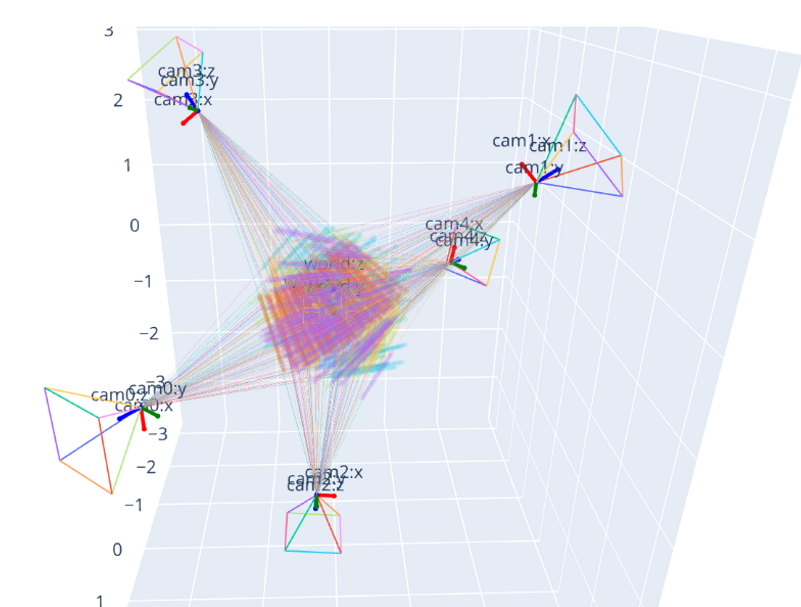 3
cam3:z
cam3:y
2
cam3:x
cam1:x
cam1:z
1
cam1:y
0
cam4:x
cam4:y
world:z
−1
−2
−3
cam0:z
cam0:y
cam0:x
−3
−2
cam2:x
cam2:z
−1
0
1